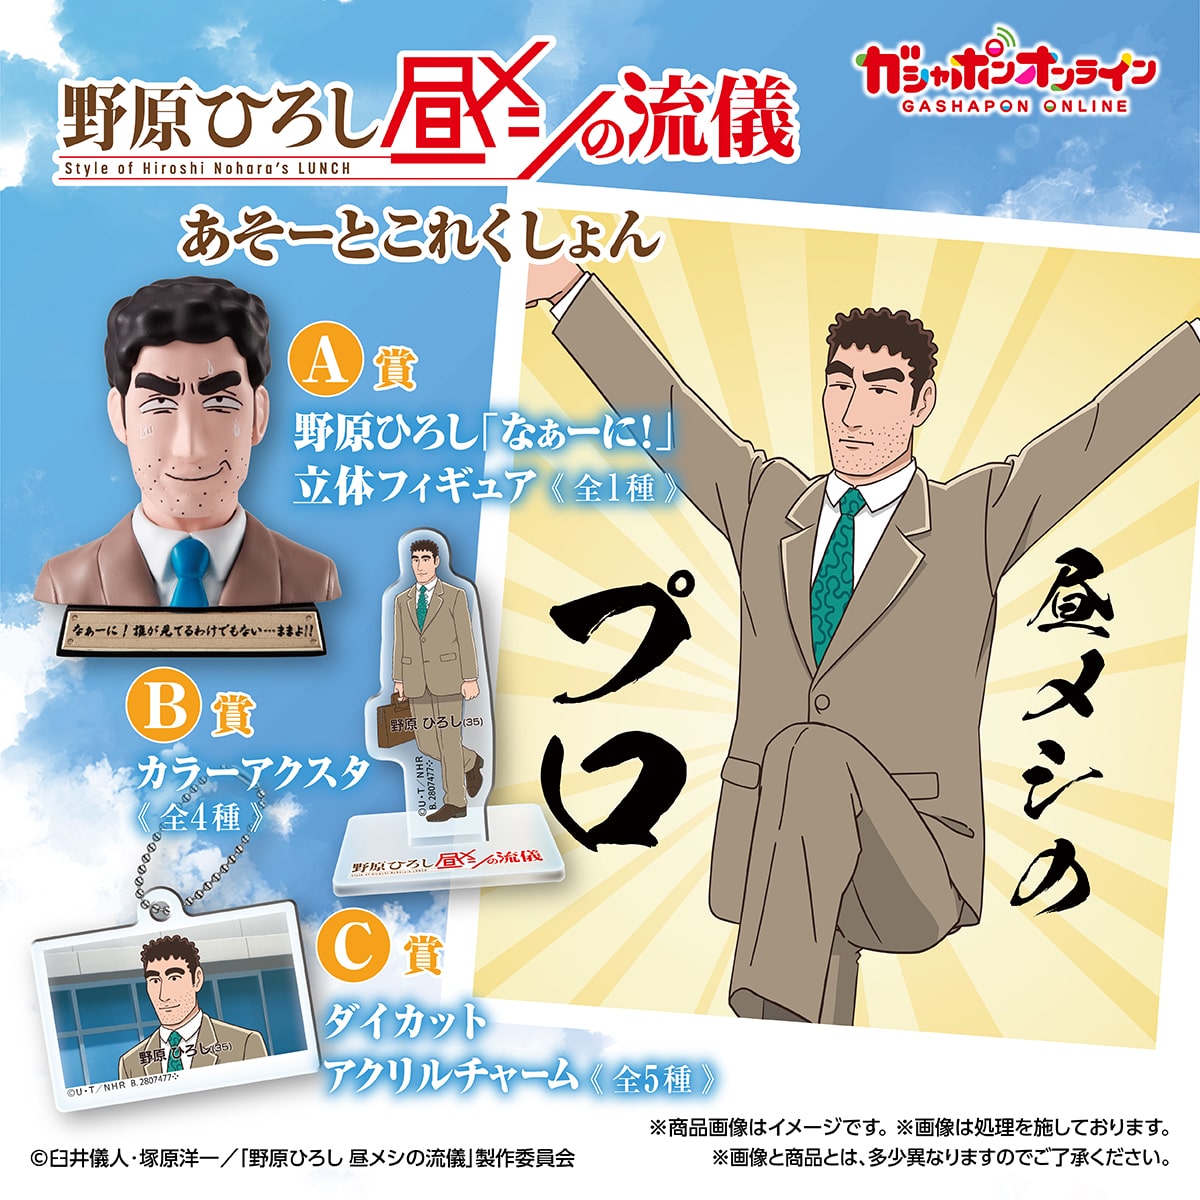 野原ひろし 昼メシの流儀
Style of Hiroshi Nohara's LUNCH
ガシャポンオンライン
GASHAPON ONLINE
あそーとこれくしょん
A賞
野原ひろし「なぁーに!」
立体フィギュア《全1種》
なぁーに!誰が見てるわけでもない…ままよ!!
B賞
カラーアクスタ
《全4種》
野原 ひろし(35)
©U・T/NHR
B. 2807477
野原ひろし 昼メシの流儀
Style of Hiroshi Nohara's LUNCH
C賞
ダイカット
アクリルチャーム《全5種》
野原 ひろし(35)
©U・T/NHR B. 2807477
昼メシの
プロ
※商品画像はイメージです。 ※画像は処理を施しております。
※画像と商品とは、多少異なりますのでご了承ください。
©臼井儀人・塚原洋一/「野原ひろし 昼メシの流儀」製作委員会